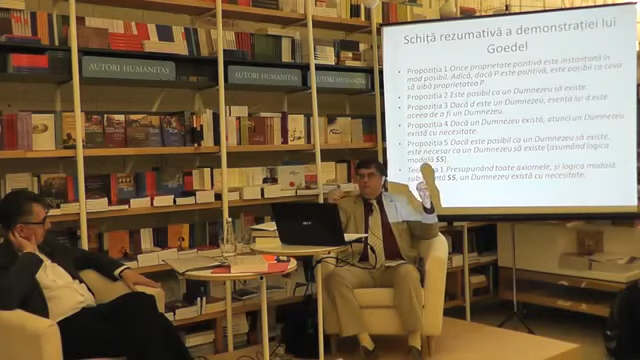 Schiță rezumativă a demonstrației lui
Goedel
• Propoziția 1 Orice proprietate pozitivă este instanțiată în
mod posibil. Adică, dacă P este pozitivă, este posibil ca ceva
să aibă proprietatea P.
• Propoziția 2 Este posibil ca un Dumnezeu să existe.
• Propoziția 3 Dacă d este un Dumnezeu, esența lui d este
aceea de a fi un Dumnezeu.
• Propoziția 4 Dacă un Dumnezeu există, atunci un Dumnezeu
există cu necesitate.
• Propoziția 5 Dacă este posibil ca un Dumnezeu să existe,
este necesar ca un Dumnezeu să existe (asumând logica
modală S5)
1 Presupunând toate axiomele, și logica modală
S5, un Dumnezeu există cu necesitate.
AUTORI HUMANITAS
AUTORI HUMANITAS
AUTORI HUMANITAS
acer